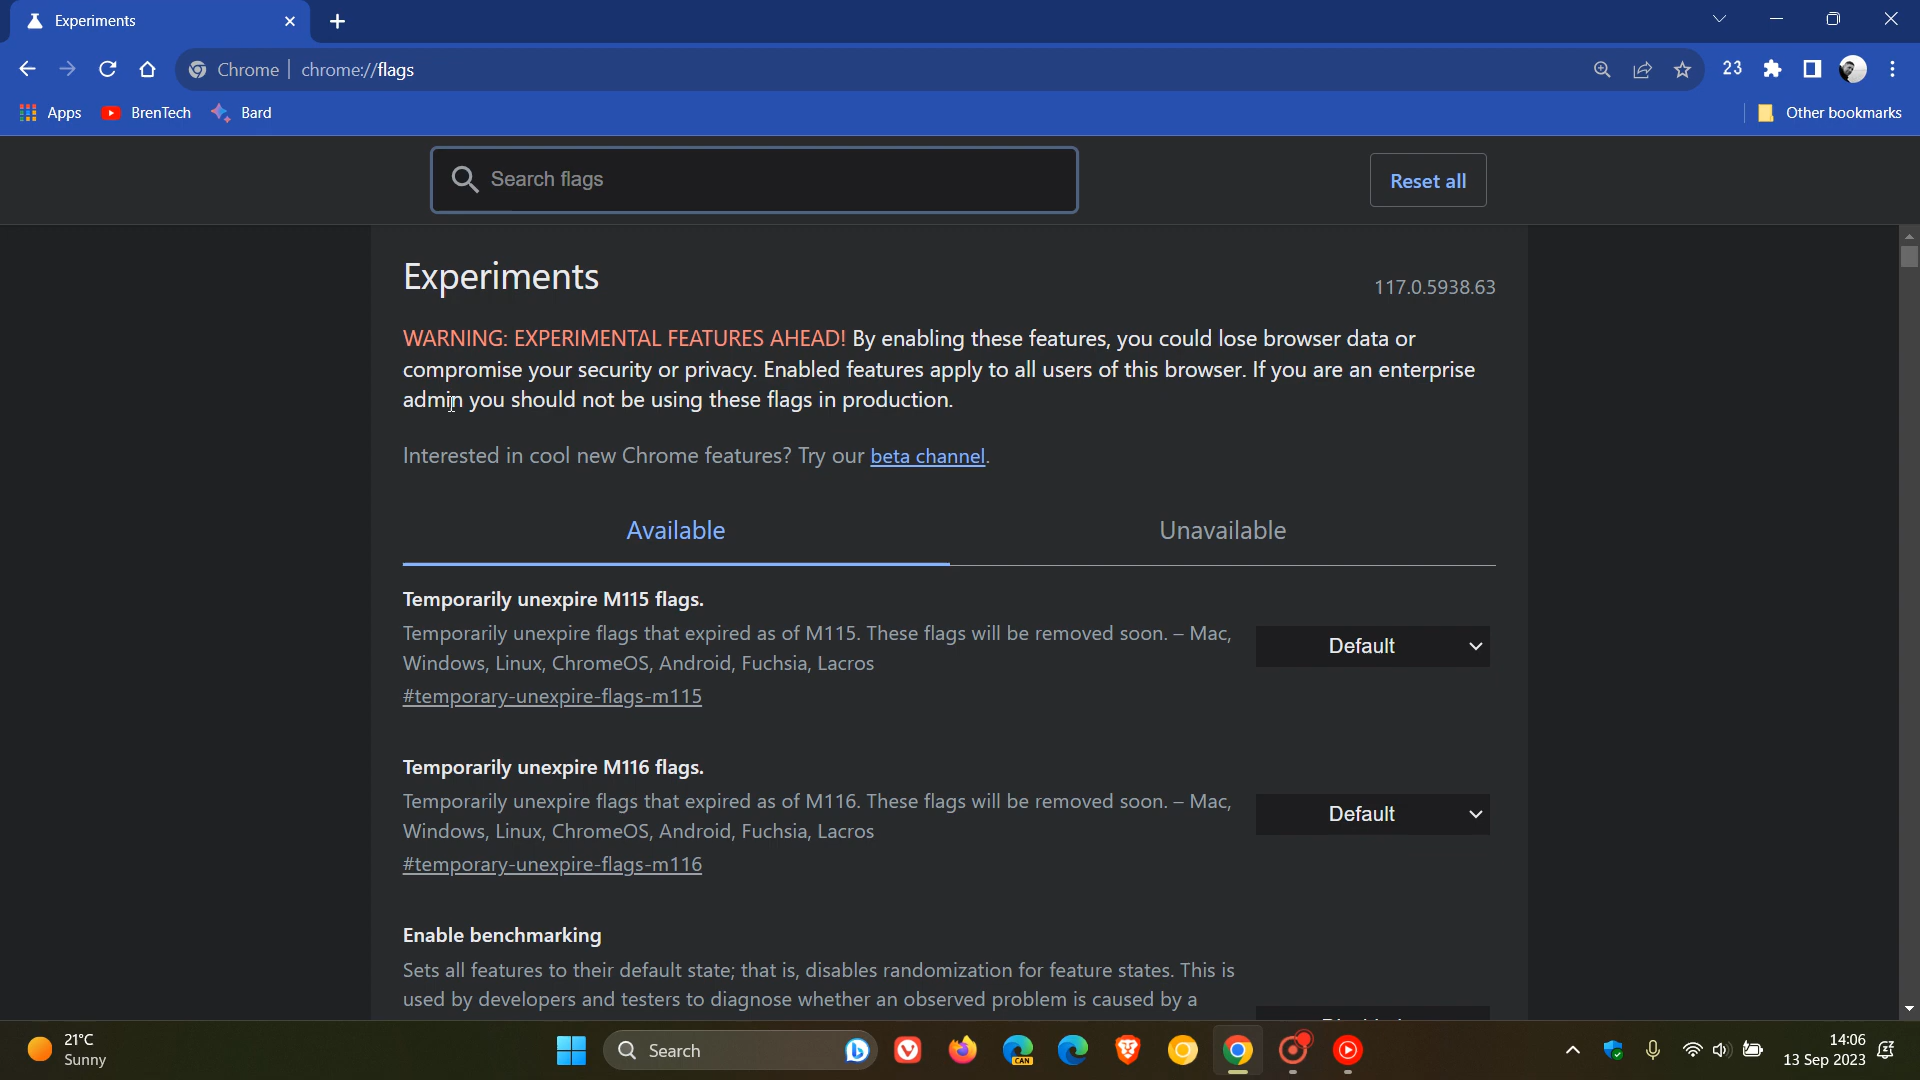 Experiments
Chrome | chrome://flags
23
Apps
BrenTech
Bard
Other bookmarks
Search flags
Reset all
Experiments
117.0.5938.63
WARNING: EXPERIMENTAL FEATURES AHEAD! By enabling these features, you could lose browser data or
compromise your security or privacy. Enabled features apply to all users of this browser. If you are an enterprise
admin you should not be using these flags in production.
Interested in cool new Chrome features? Try our beta channel.
Available
Unavailable
Temporarily unexpire M115 flags.
Temporarily unexpire flags that expired as of M115. These flags will be removed soon. – Mac,
Windows, Linux, ChromeOS, Android, Fuchsia, Lacros
#temporary-unexpire-flags-m115
Default
Temporarily unexpire M116 flags.
Temporarily unexpire flags that expired as of M116. These flags will be removed soon. – Mac,
Windows, Linux, ChromeOS, Android, Fuchsia, Lacros
#temporary-unexpire-flags-m116
Default
Enable benchmarking
Sets all features to their default state; that is, disables randomization for feature states. This is
used by developers and testers to diagnose whether an observed problem is caused by a
21°C
Sunny
Search
CAN
14:06
13 Sep 2023